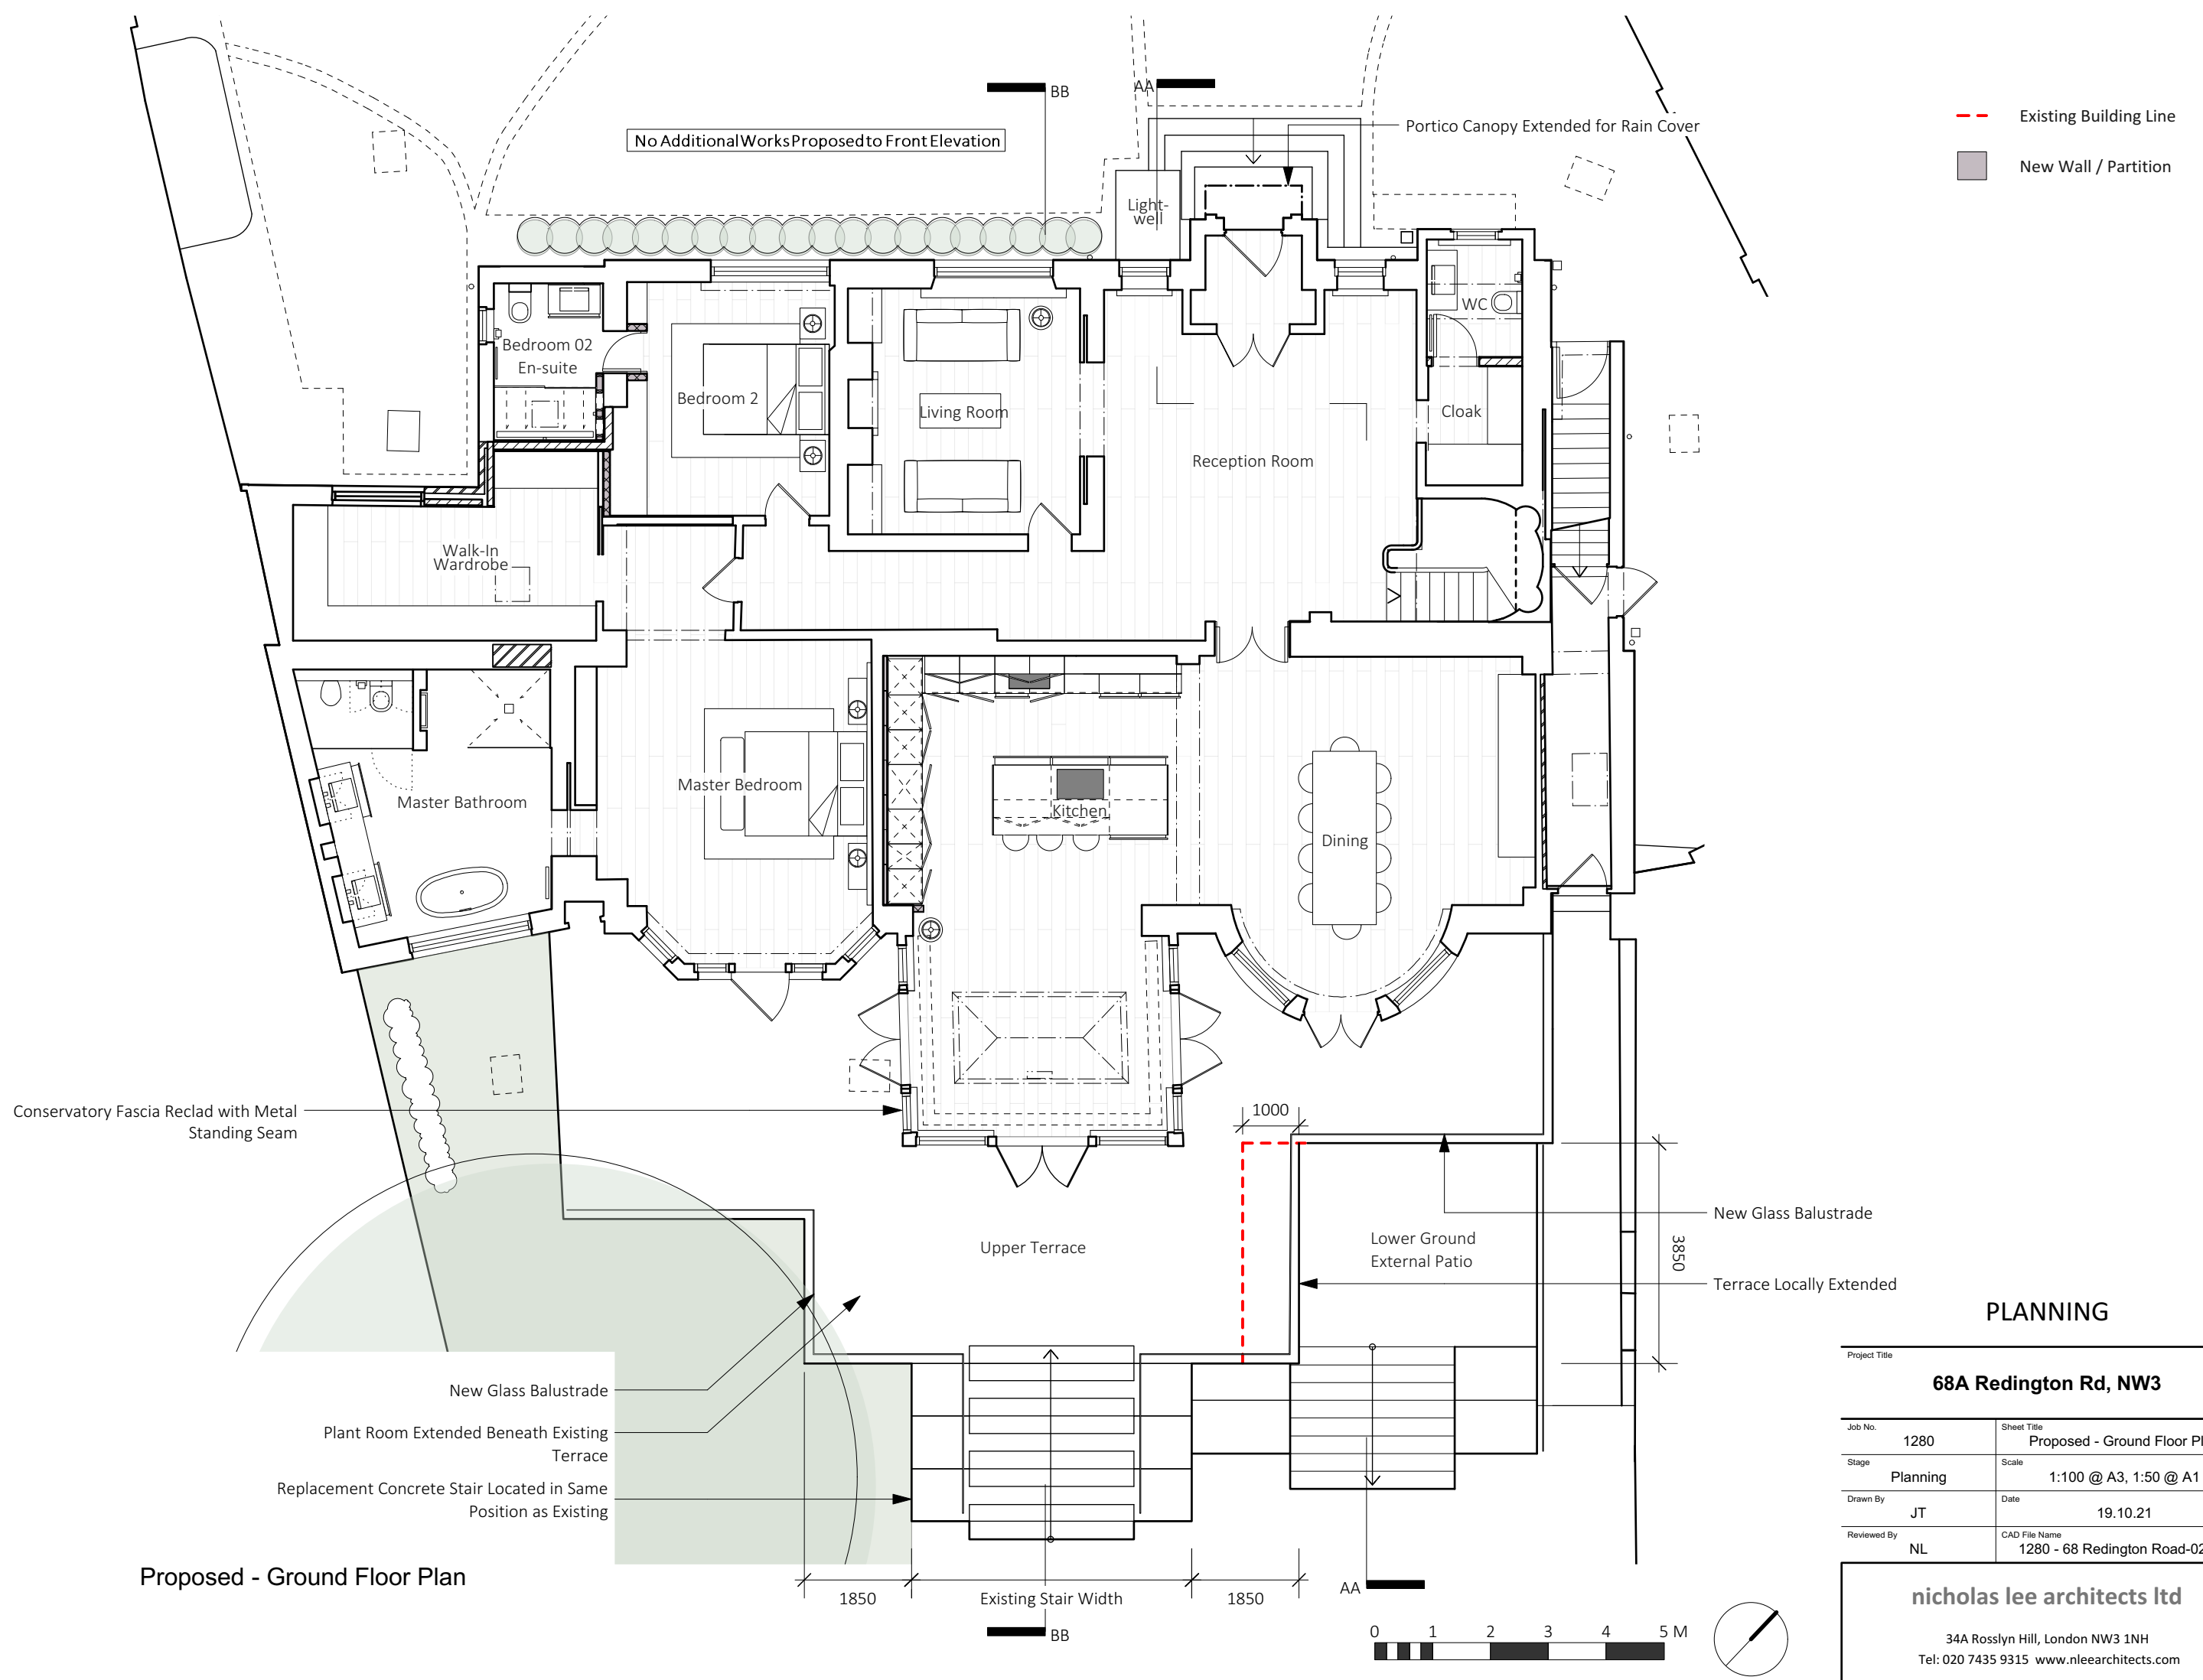 BB
AA
No Additional Works Proposed to Front Elevation
Portico Canopy Extended for Rain Cover
Existing Building Line
New Wall / Partition
Light-
well
WC
Bedroom 02
En-suite
Bedroom 2
Living Room
Cloak
Reception Room
Walk-In
Wardrobe
Master Bathroom
Master Bedroom
Kitchen
Dining
Conservatory Fascia Reclad with Metal
Standing Seam
1000
New Glass Balustrade
Upper Terrace
Lower Ground
External Patio
3850
Terrace Locally Extended
New Glass Balustrade
Plant Room Extended Beneath Existing
Terrace
Replacement Concrete Stair Located in Same
Position as Existing
Proposed - Ground Floor Plan
1850
Existing Stair Width
1850
AA
BB
0 1 2 3 4 5 M
PLANNING
Project Title
68A Redington Rd, NW3
Job No.
1280
Sheet Title
Proposed - Ground Floor Pl
Stage
Planning
Scale
1:100 @ A3, 1:50 @ A1
Drawn By
JT
Date
19.10.21
Reviewed By
NL
CAD File Name
1280 - 68 Redington Road-02
nicholas lee architects ltd
34A Rosslyn Hill, London NW3 1NH
Tel: 020 7435 9315 www.nleearchitects.com